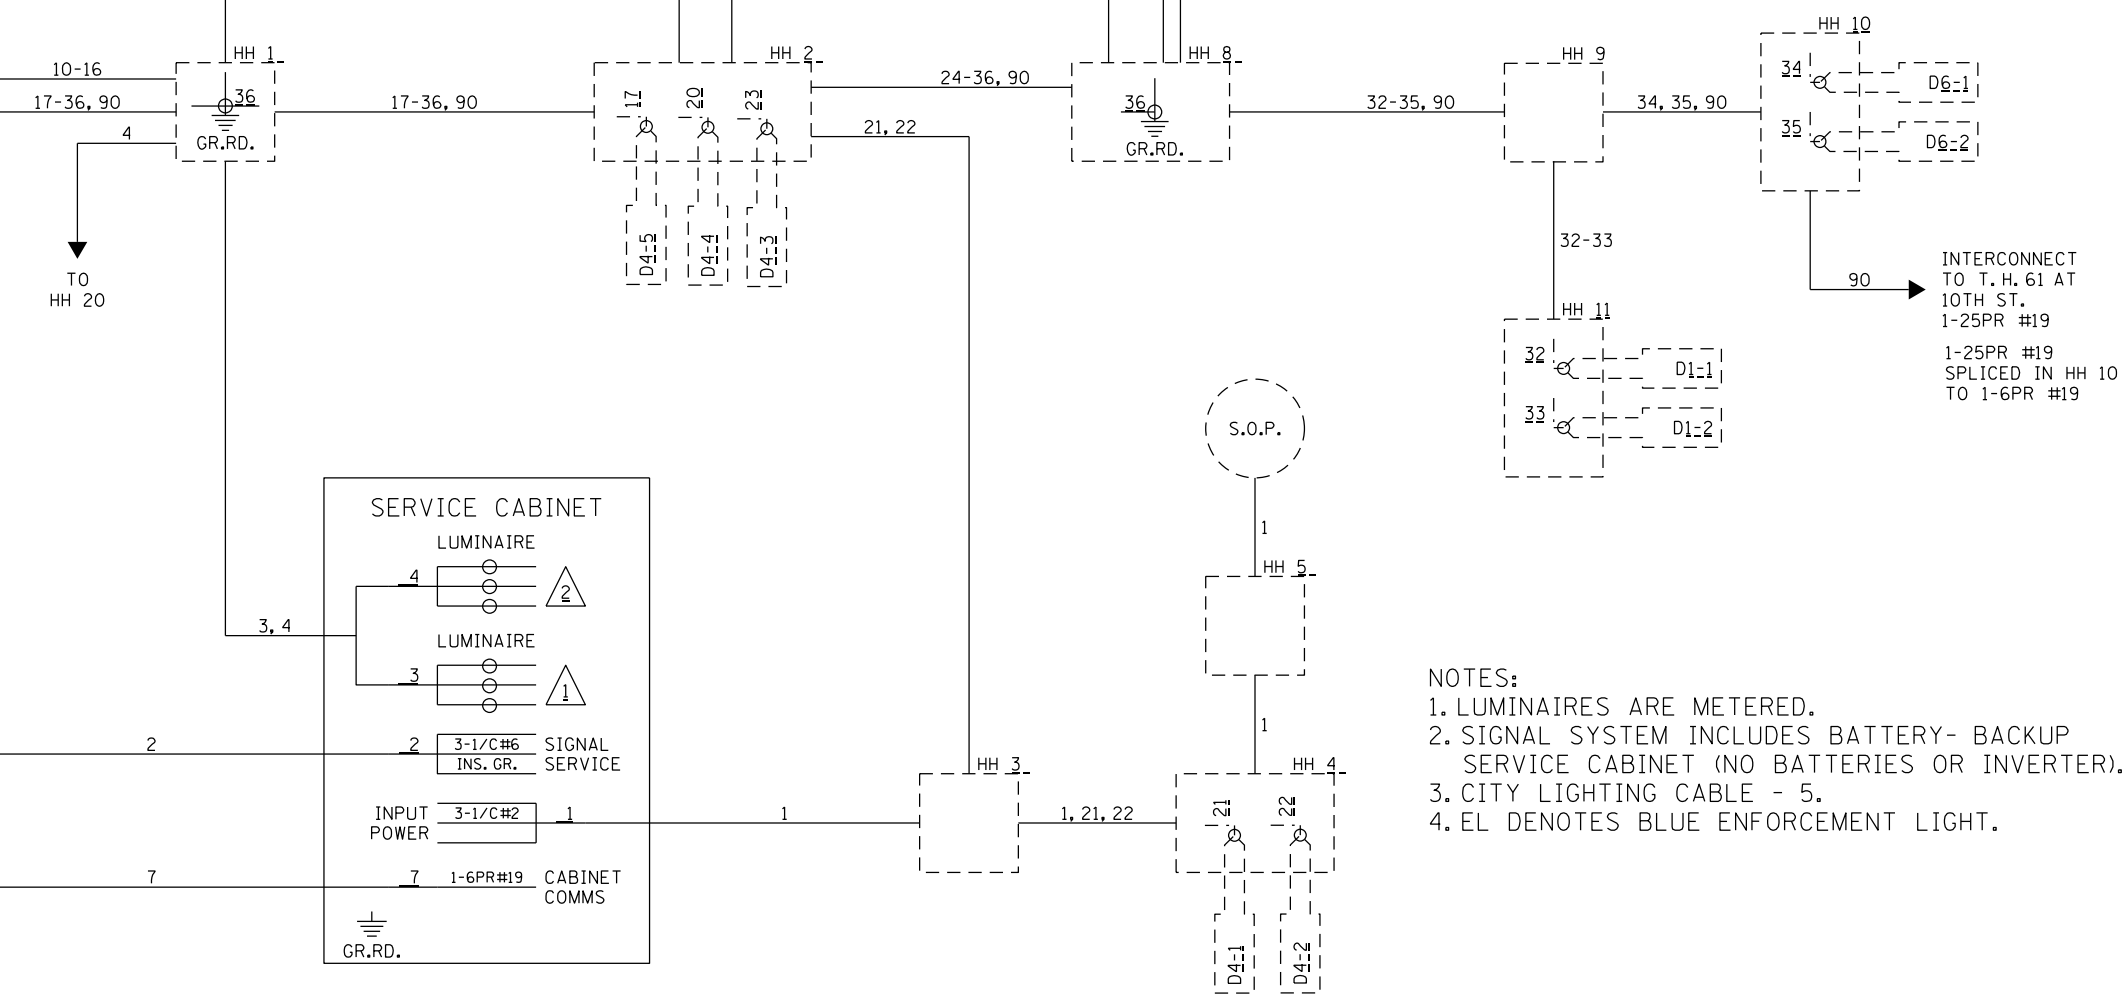 HH 1
HH 2
HH 8
HH 9
HH 10
10-16
17-36, 90
4
36
GR.RD.
17-36, 90
17
20
23
24-36, 90
21, 22
36
GR.RD.
32-35, 90
34, 35, 90
34
D6-1
35
D6-2
D4-5
D4-4
D4-3
TO
HH 20
32-33
90
INTERCONNECT
TO T.H. 61 AT
10TH ST.
1-25PR #19
1-25PR #19
SPLICED IN HH 10
TO 1-6PR #19
HH 11
32
D1-1
33
D1-2
S.O.P.
1
HH 5
1
SERVICE CABINET
LUMINAIRE
4
2
3, 4
LUMINAIRE
3
1
2
2
3-1/C#6
INS. GR.
SIGNAL
SERVICE
INPUT
POWER
3-1/C#2
1
1
7
7
1-6PR#19
CABINET
COMMS
GR.RD.
HH 3
1, 21, 22
HH 4
21
22
D4-1
D4-2
NOTES:
1. LUMINAIRES ARE METERED.
2. SIGNAL SYSTEM INCLUDES BATTERY- BACKUP
SERVICE CABINET (NO BATTERIES OR INVERTER).
3. CITY LIGHTING CABLE - 5.
4. EL DENOTES BLUE ENFORCEMENT LIGHT.